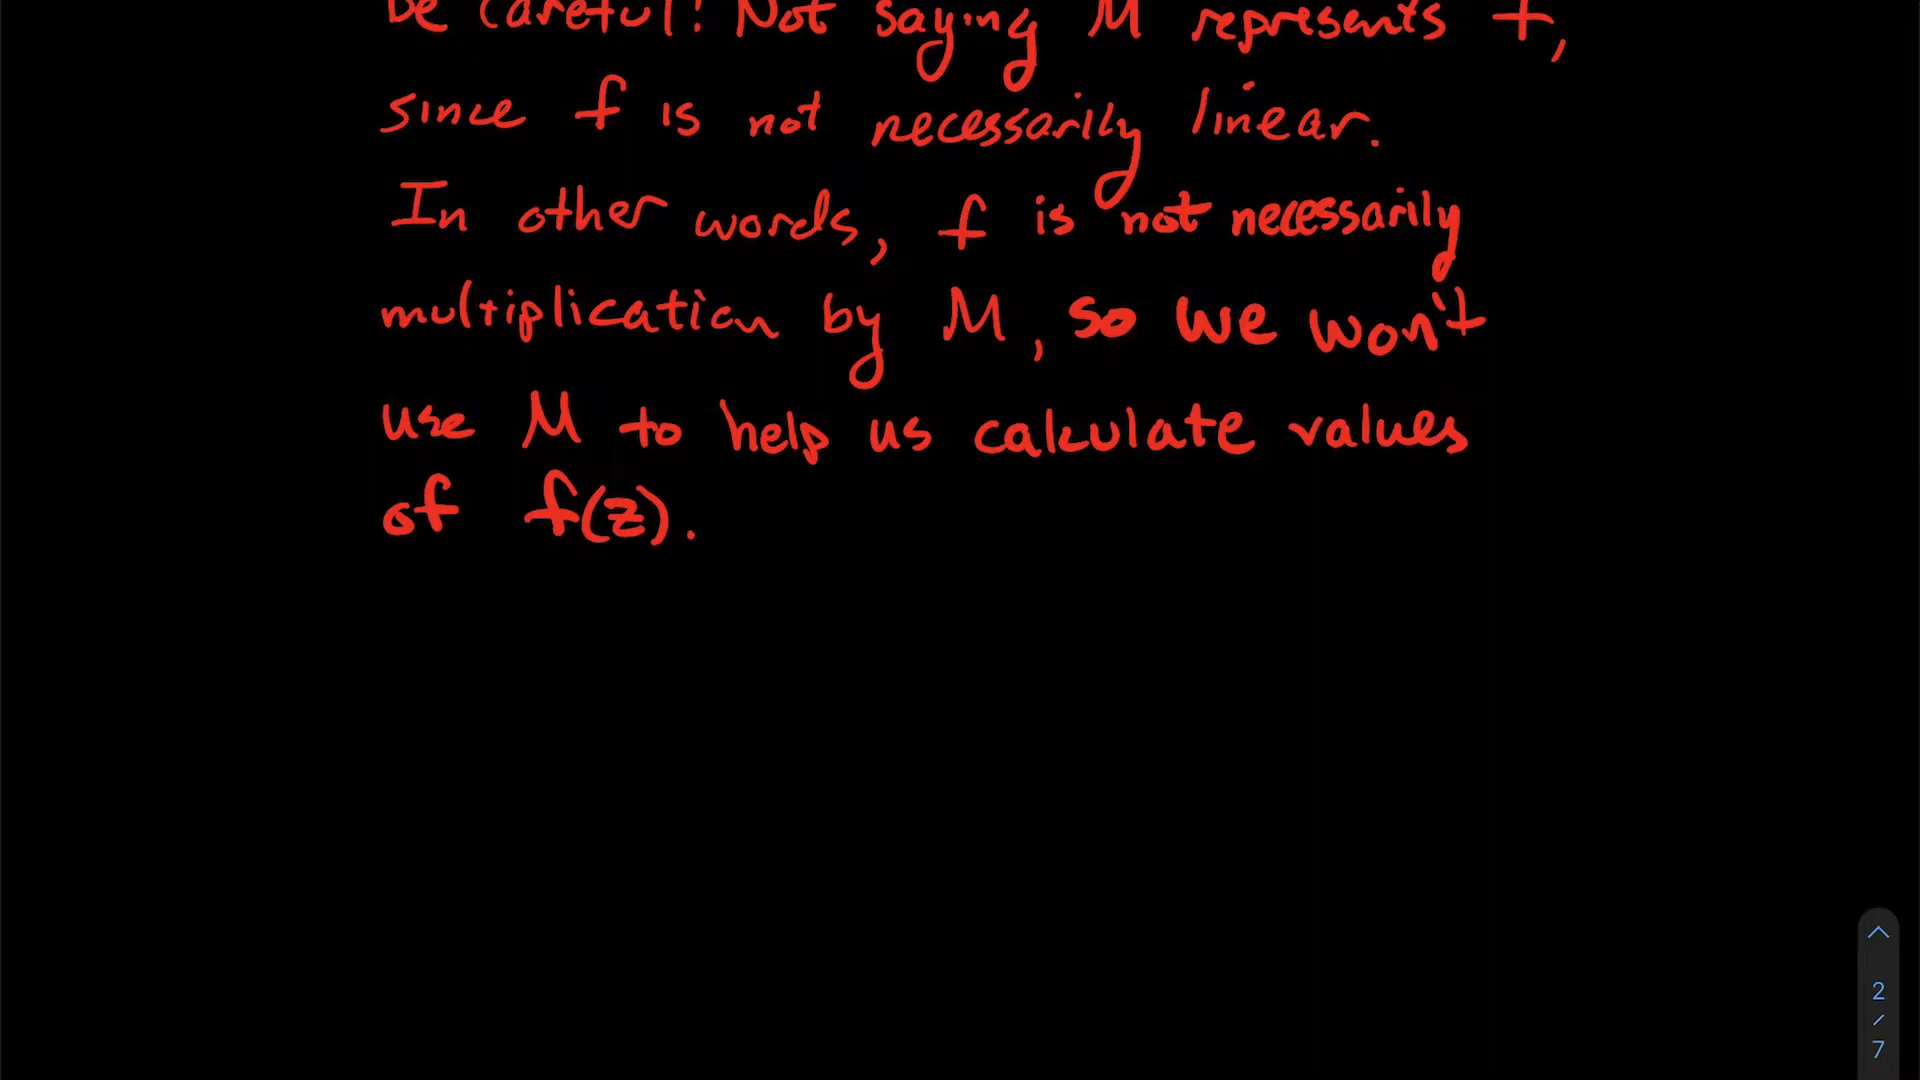 be careful! Not saying M represents f,
since f is not necessarily linear.
In other words, f is not necessarily
multiplication by M, so we won't
use M to help us calculate values
of f(z).
2
/
7